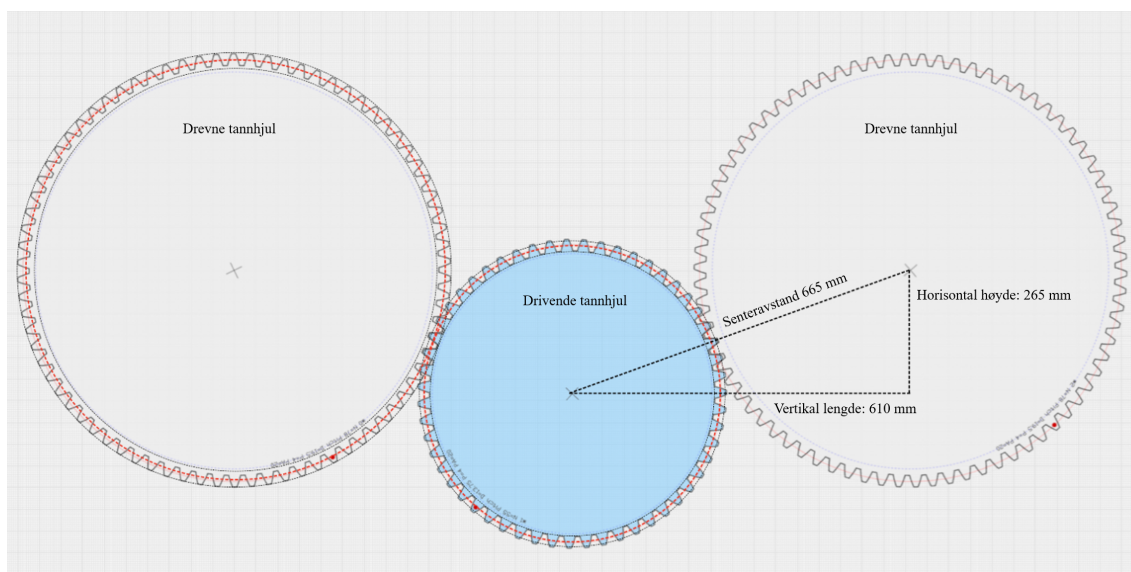 Drevne tannhjul
Drevne tannhjul
Drivende tannhjul
Senteravstand 665 mm
Horisontal høyde: 265 mm
Vertikal lengde: 610 mm